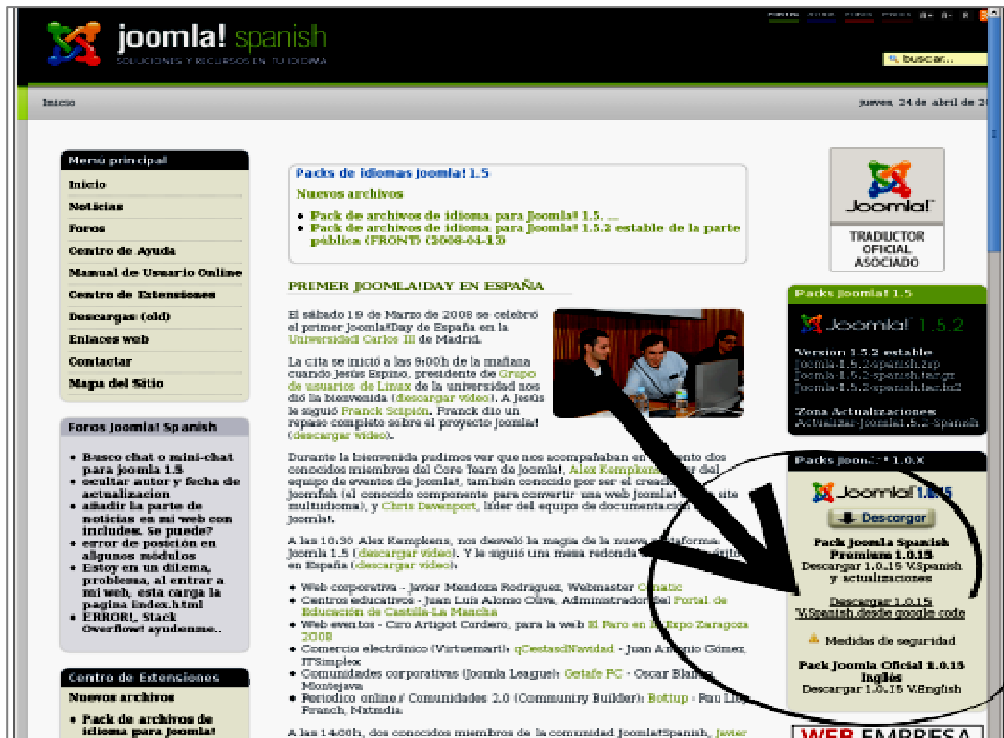 joomla! spanish
SOLUCIONES Y RECURSOS EN TU IDIOMA
buscar...
Inicio
jueves, 24 de abril de 20
Menú principal
Inicio
Noticias
Foros
Centro de Ayuda
Manual de Usuario Online
Centro de Extensiones
Descargas (old)
Enlaces web
Contactar
Mapa del Sitio
Foros Joomla! Spanish
• Busco chat o mini-chat
para joomla 1.5
• ocultar autor y fecha de
actualizacion
• añadir la parte de
noticias en mi web con
includes. Se puede?
• error de posición en
algunos módulos
• Estoy en un dilema,
problema, al entrar a
mi web, esta carga la
pagina index.html
• ERROR!, Stack
Overflow! ayudenme..
Centro de Extensiones
Nuevos archivos
• Pack de archivos de
idioma para Joomla!
Packs de idiomas Joomla! 1.5
Nuevos archivos
• Pack de archivos de idioma para Joomla! 1.5. ...
• Pack de archivos de idioma para Joomla! 1.5.2 estable de la parte
pública (FRONT) (2008-04-13)
PRIMER JOOMLA!DAY EN ESPAÑA
El sábado 19 de Marzo de 2008 se celebró
el primer Joomla!Day de España en la
Universidad Carlos III de Madrid.
La cita se inició a las 9:00h de la mañana
cuando Jesús Espino, presidente de Grupo
de usuarios de Linux de la universidad nos
dió la bienvenida (descargar vídeo). A Jesús
le siguió Franck Scipion. Franck dio un
repaso completo sobre el proyecto Joomla!
(descargar vídeo).
Durante la bienvenida pudimos ver que nos acompañaban en dos
conocidos miembros del Core Team de Joomla!, Alex Kempkens del
equipo de eventos de Joomla!, también conocido por ser el
Joomfish (el conocido componente para convertir una web Joomla! site
multiidioma), y Chris Davenport, líder del equipo de documentación
Joomla!.
A las 10:30 Alex Kempkens, nos desveló la magia de la nueva
Joomla 1.5 (descargar vídeo). Y le siguió una mesa redonda
en España (descargar vídeo):
• Web corporativa - Javier Mendoza Rodríguez, Webmaster
• Centros educativos - Juan Luis Alonso Oliva, Administrador del Portal de
Educación de Castilla-La Mancha
• Web eventos - Ciro Artigot Cordero, para la web El Faro en Expo Zaragoza
2008
• Comercio electrónico (Virtuemart): qCestasdNavidad - Juan Antonio Gómez,
ITSimplex
• Comunidades corporativas (Joomla League): Getafe FC - Oscar
Montejava
• Periodico online / Comunidades 2.0 (Community Builder): Bottup - Pau
Franch, Matmdia
A las 14:00h, dos conocidos miembros de la comunidad JoomlaSpanish, Javier
Joomla!
TRADUCTOR
OFICIAL
ASOCIADO
Packs Joomla! 1.5
Joomla! 1.5.2
Version 1.5.2 estable
Joomla-1.5.2-spanish.zip
Joomla-1.5.2-spanish.tar.gz
Joomla-1.5.2-spanish.tar.bz2
Zona Actualizaciones
Actualizar-Joomla1.5.2-Spanish
Packs 1.0.X
Joomla! 1.0.15
Descargar
Pack Joomla Spanish
Premium 1.0.15
Descargar 1.0.15 V.Spanish
y actualizaciones
Descargar 1.0.15
V.Spanish desde google code
Medidas de seguridad
Pack Joomla Oficial 1.0.15
Inglés
Descargar 1.0.15 V.English
WEB EMPRESA